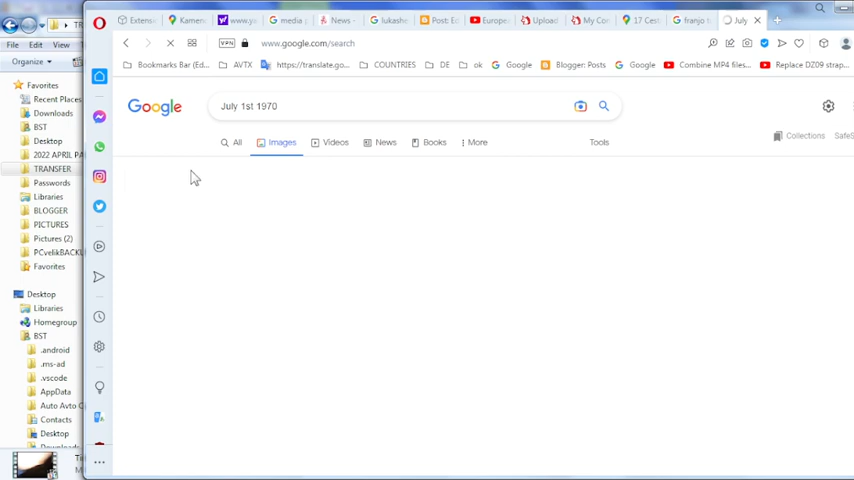 Extens
Kamen
www.y
media
News -
lukashe
Post: Ed
Europe
Upload
My Co
17 Cest
franjo t
July
File Edit View
VPN www.google.com/search
Organize
Bookmarks Bar (Ed... AVTX https://translate.go... COUNTRIES DE ok Google Blogger: Posts Google Combine MP4 files... Replace DZ09 strap...
Favorites
Recent Places
Downloads
BST
Desktop
2022 APRIL PA
TRANSFER
Passwords
Libraries
BLOGGER
PICTURES
Pictures (2)
PCvelikBACKU
Favorites
Desktop
Libraries
Homegroup
BST
.android
.ms-ad
.vscode
AppData
Auto Avto C
Contacts
Desktop
Google July 1st 1970
All Images Videos News Books More Tools
Collections SafeS